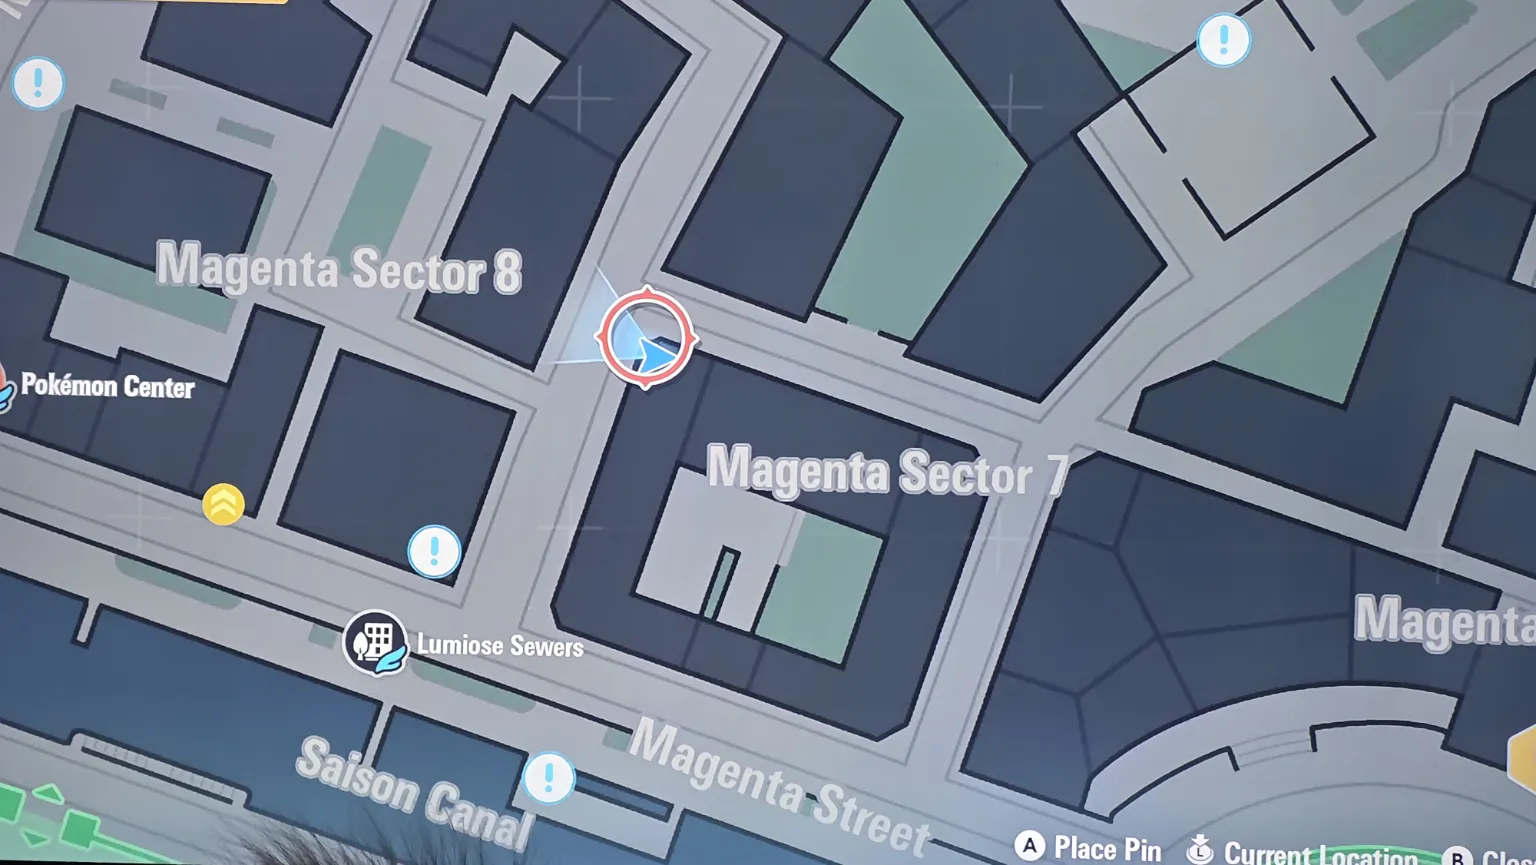 Magenta Sector 8
Pokémon Center
Magenta Sector 7
Magenta
Lumiose Sewers
Magenta Street
Saison Canal
A Place Pin
L Current Location
B Clos